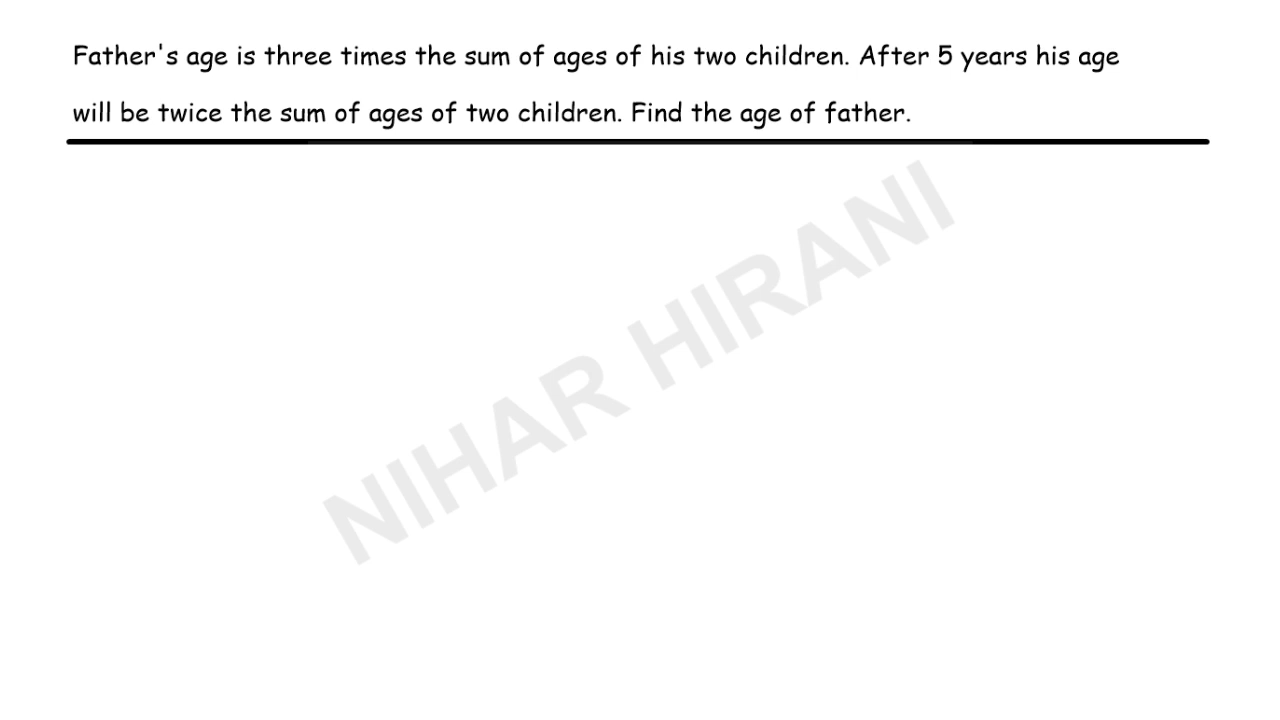 Father's age is three times the sum of ages of his two children. After 5 years his age
will be twice the sum of ages of two children. Find the age of father.
NIHAR HIRANI